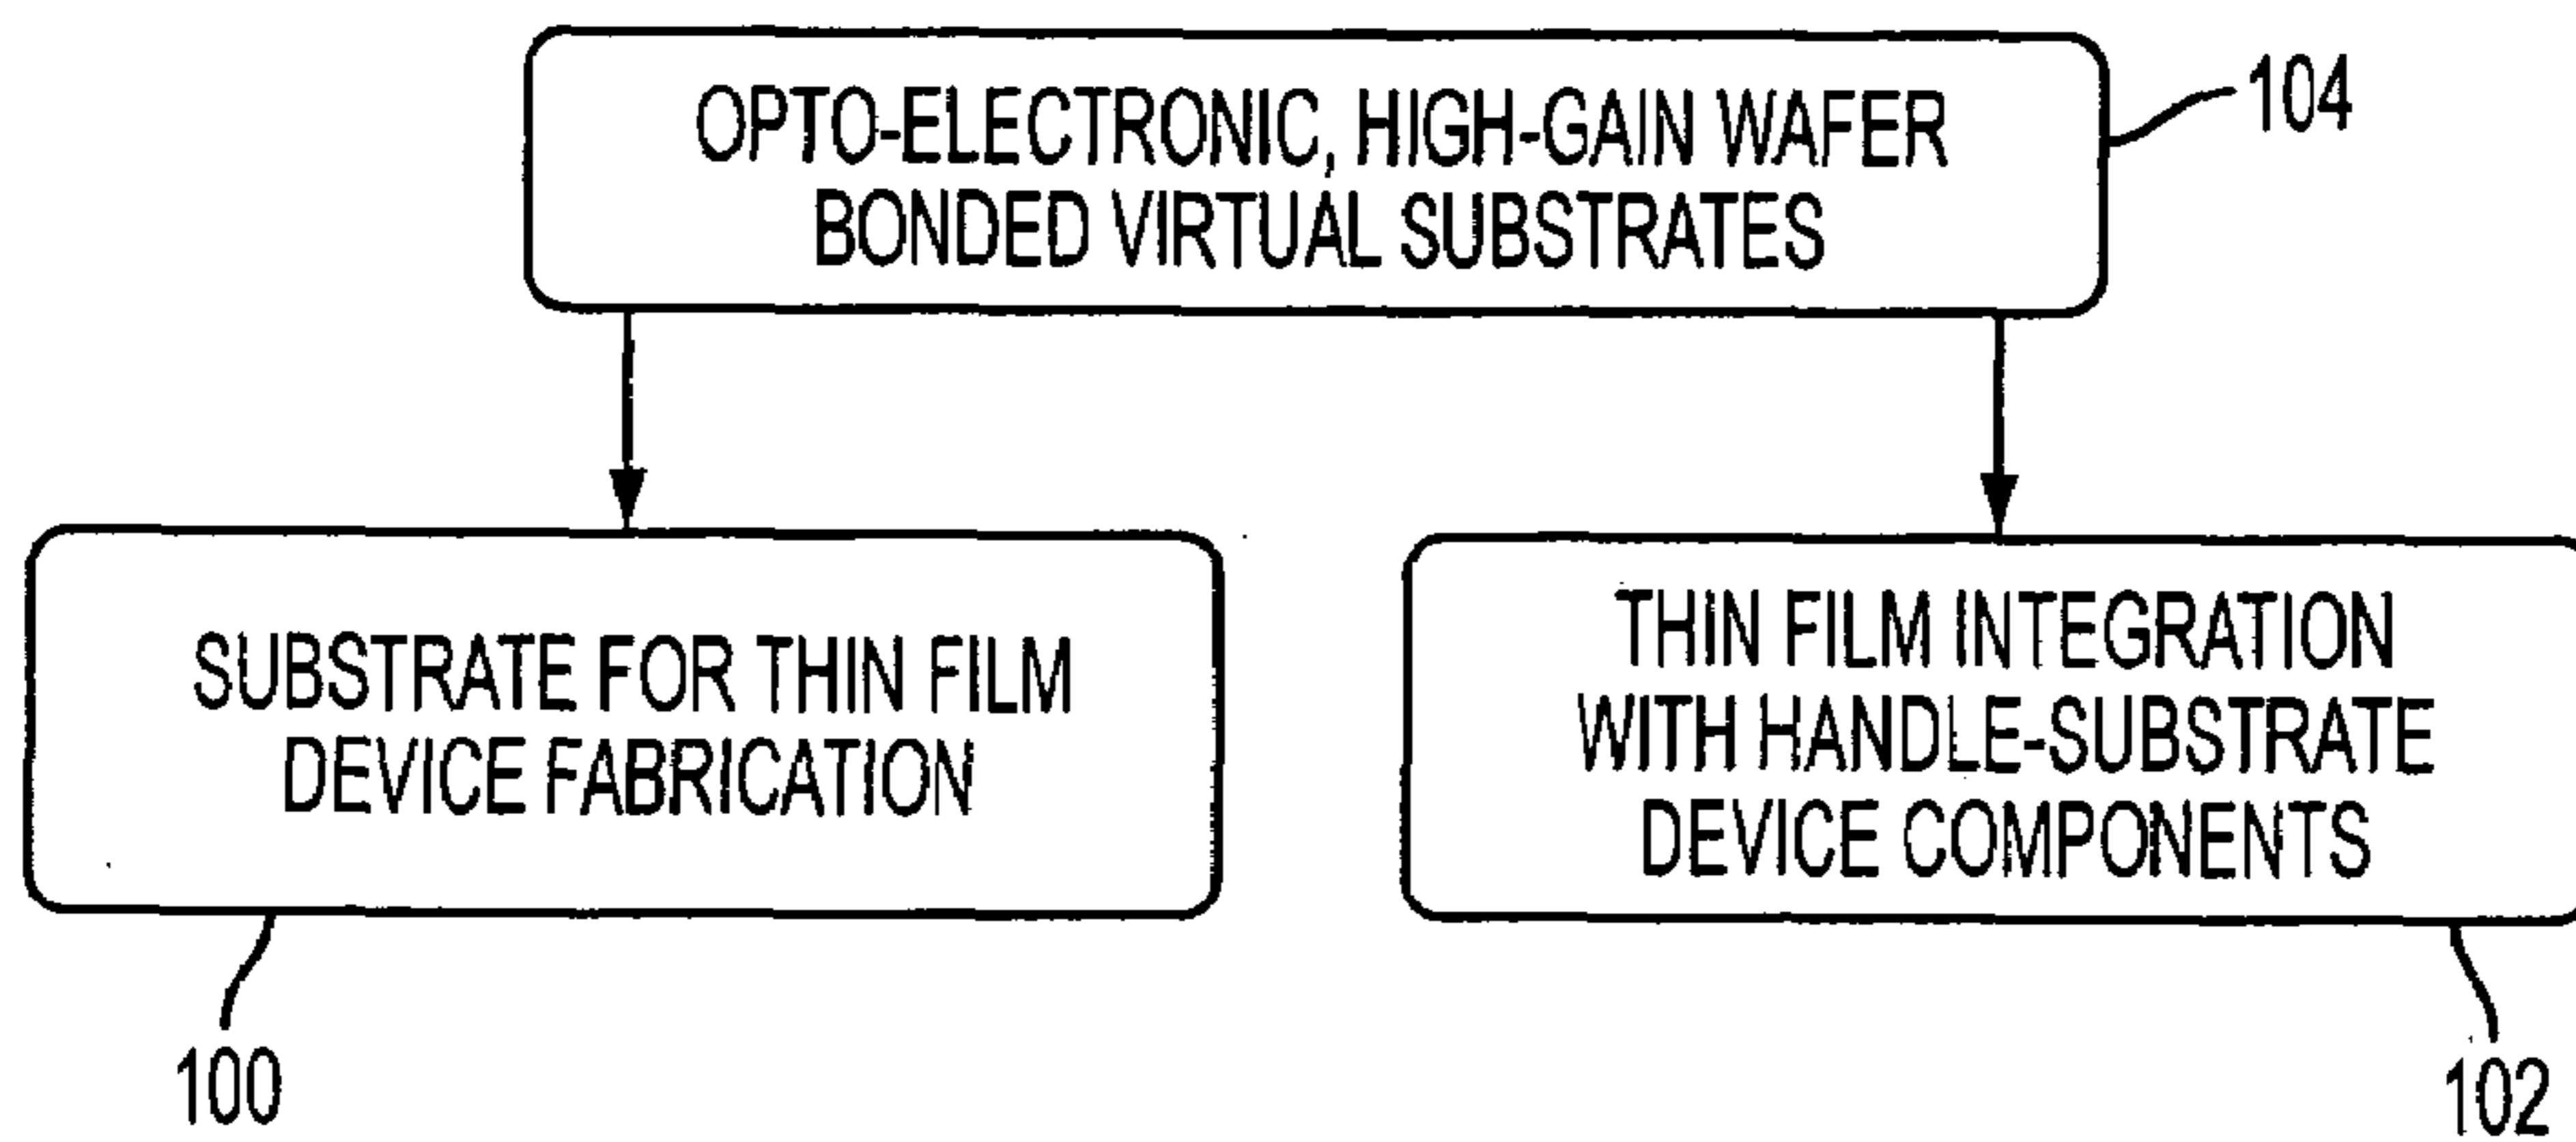 OPTO-ELECTRONIC, HIGH-GAIN WAFER
BONDED VIRTUAL SUBSTRATES
104
SUBSTRATE FOR THIN FILM
DEVICE FABRICATION
THIN FILM INTEGRATION
WITH HANDLE-SUBSTRATE
DEVICE COMPONENTS
100
102